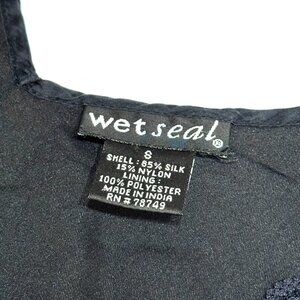 wet seal ®
S
SHELL: 85% SILK
15% NYLON
LINING:
100% POLYESTER
MADE IN INDIA
RN# 78749